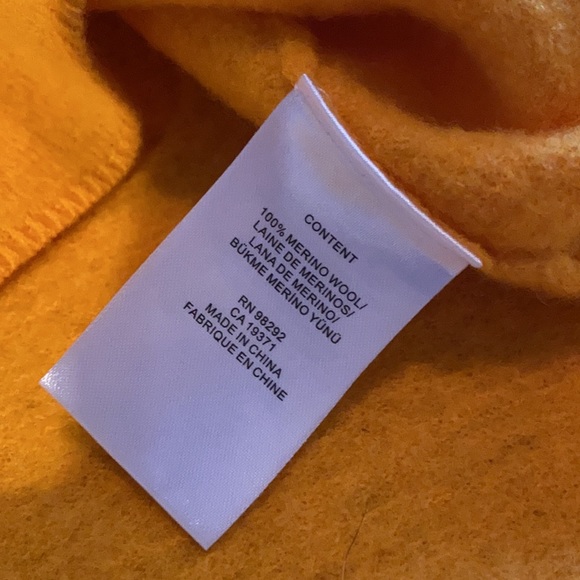 CONTENT
100% MERINO WOOL/
LAINE DE MERINOS/
LANA DE MERINO/
BÜKME MERINO YÜNÜ
RN 98292
CA 19371
MADE IN CHINA
FABRIQUE EN CHINE